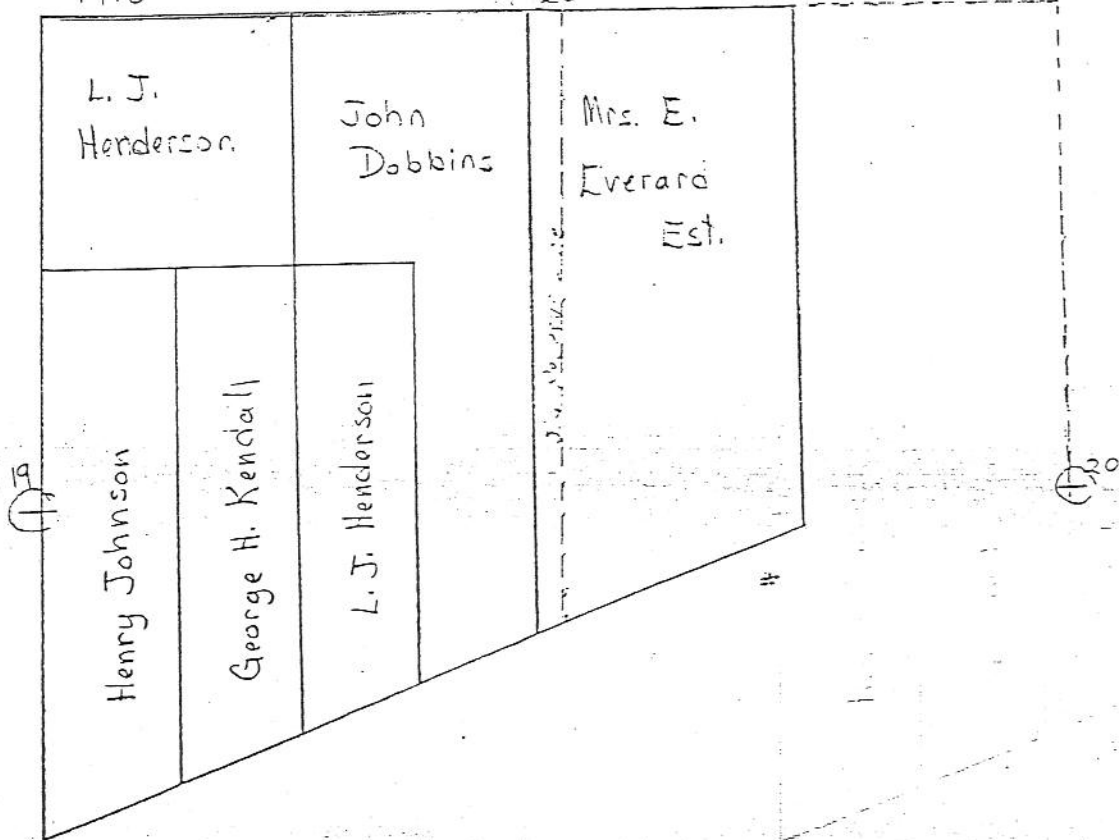 L. J.
Henderson
John
Dobbins
Mrs. E.
Everard
Est.
Henry Johnson
George H. Kendall
L. J. Henderson
19
20